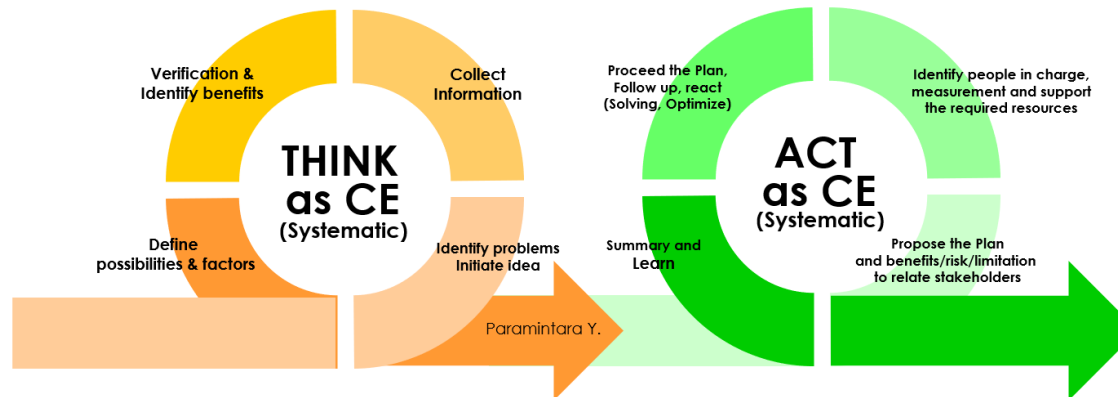 Verification &
Identify benefits
Collect
Information
THINK
as CE
(Systematic)
Define
possibilities & factors
Identify problems
Initiate idea
Paramintara Y.
Proceed the Plan,
Follow up, react
(Solving, Optimize)
Identify people in charge,
measurement and support
the required resources
ACT
as CE
(Systematic)
Summary and
Learn
Propose the Plan
and benefits/risk/limitation
to relate stakeholders